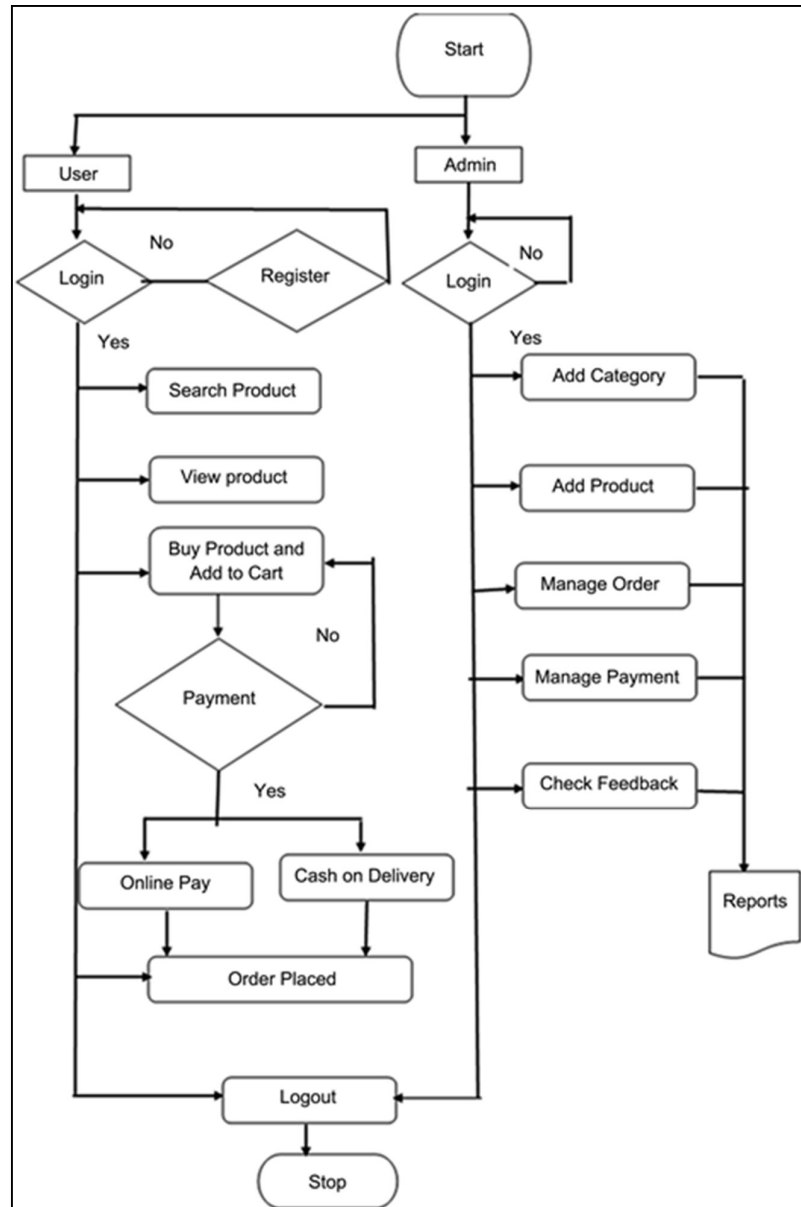 Start
User
Admin
No
Login
Register
No
Login
Yes
Yes
Search Product
Add Category
View product
Add Product
Buy Product and
Add to Cart
Manage Order
No
Payment
Manage Payment
Yes
Check Feedback
Online Pay
Cash on Delivery
Reports
Order Placed
Logout
Stop